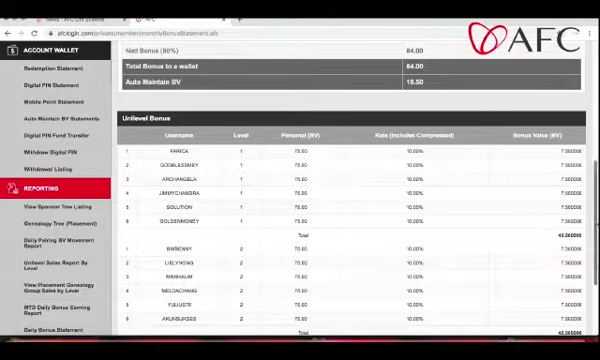 News - AFC Life Science
AFC
afclogin.com/private/member/monthlyBonusStatement.afc
AFC
ACCOUNT WALLET
Redemption Statement
Digital PIN Statement
Mobile Point Statement
Auto Maintain BV Statements
Digital PIN Fund Transfer
Withdraw Digital PIN
Withdrawal Listing
REPORTING
View Sponsor Tree Listing
Genealogy Tree (Placement)
Daily Pairing BV Movement
Report
Unilevel Sales Report By
Level
View Placement Genealogy
Group Sales by Level
MTD Daily Bonus Earning
Report
Daily Bonus Statement
Nett Bonus (80%) 84.00
Total Bonus to e wallet 84.00
Auto Maintain BV 10.50
Unilevel Bonus
Username Level Personal (BV) Rate (Includes Compressed) Bonus Value (BV)
1 FARICA 1 75.00 10.00% 7.500000
2 GODBLESSMEY 1 75.00 10.00% 7.500000
3 ARCHANGELA 1 75.00 10.00% 7.500000
4 JIMMYCHANDRA 1 75.00 10.00% 7.500000
5 SOLUTION 1 75.00 10.00% 7.500000
6 GOLDENMONEY 1 75.00 10.00% 7.500000
Total 45.000000
1 2 75.00 10.00% 7.500000
2 LIELYHONG 2 75.00 10.00% 7.500000
3 MIMIHALIM 2 75.00 10.00% 7.500000
4 MELDACHANG 2 75.00 10.00% 7.500000
5 YULIUS78 2 75.00 10.00% 7.500000
6 AKUNSUKSES 2 75.00 10.00% 7.500000
Total 45.000000